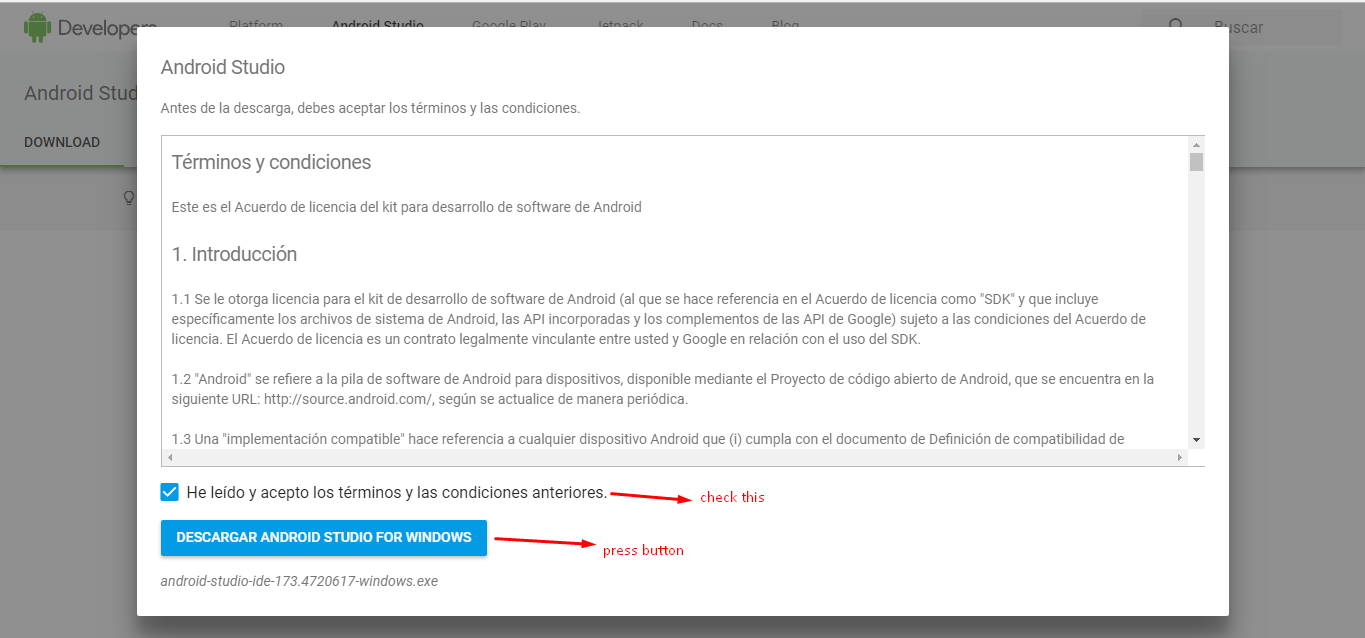 Developers Platform Android Studio Google Play Jetpack Docs Blog Buscar
Android Studio
Android Stud
Antes de la descarga, debes aceptar los términos y las condiciones.
DOWNLOAD
Términos y condiciones
Este es el Acuerdo de licencia del kit para desarrollo de software de Android
1. Introducción
1.1 Se le otorga licencia para el kit de desarrollo de software de Android (al que se hace referencia en el Acuerdo de licencia como "SDK" y que incluye
específicamente los archivos de sistema de Android, las API incorporadas y los complementos de las API de Google) sujeto a las condiciones del Acuerdo de
licencia. El Acuerdo de licencia es un contrato legalmente vinculante entre usted y Google en relación con el uso del SDK.
1.2 "Android" se refiere a la pila de software de Android para dispositivos, disponible mediante el Proyecto de código abierto de Android, que se encuentra en la
siguiente URL: http://source.android.com/, según se actualice de manera periódica.
1.3 Una "implementación compatible" hace referencia a cualquier dispositivo Android que (i) cumpla con el documento de Definición de compatibilidad de
He leído y acepto los términos y las condiciones anteriores. check this
DESCARGAR ANDROID STUDIO FOR WINDOWS
press button
android-studio-ide-173.4720617-windows.exe